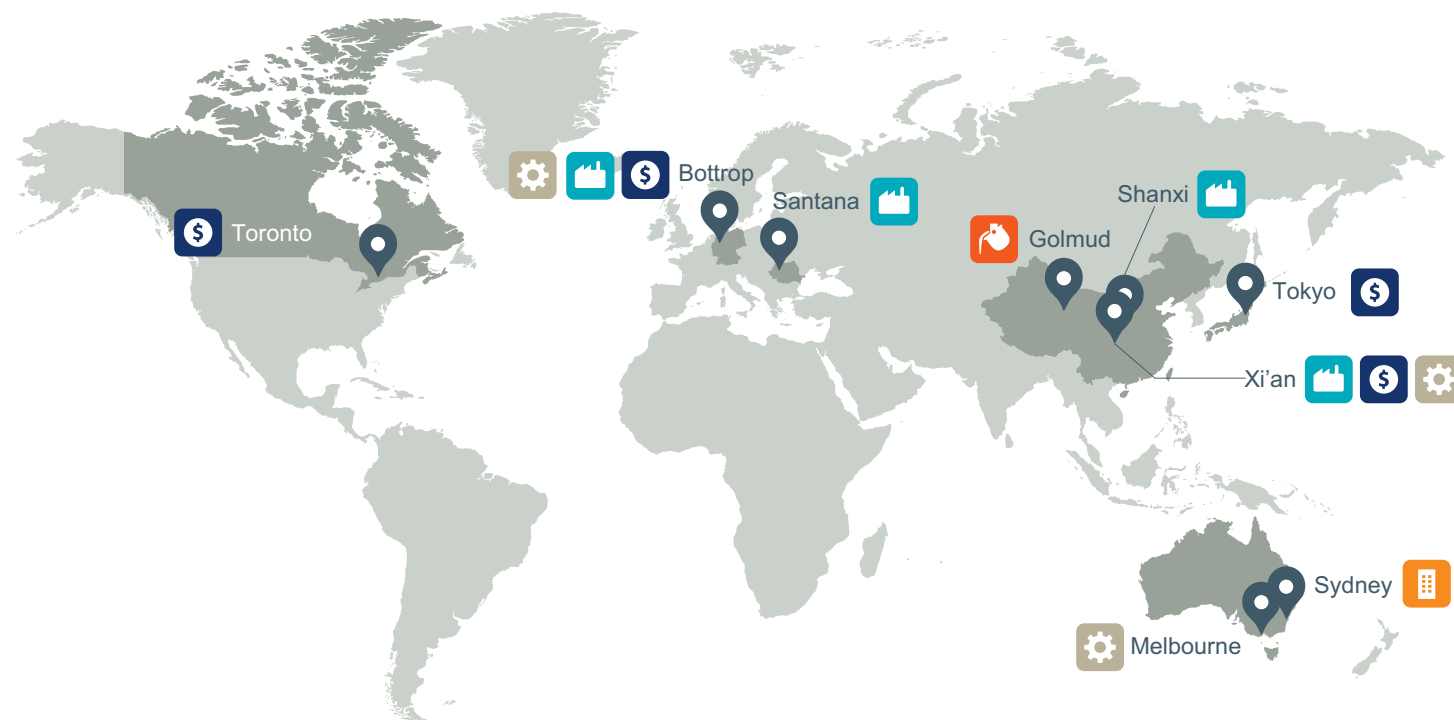 Bottrop
Santana
Shanxi
Toronto
Golmud
Tokyo
Xi’an
Sydney
Melbourne